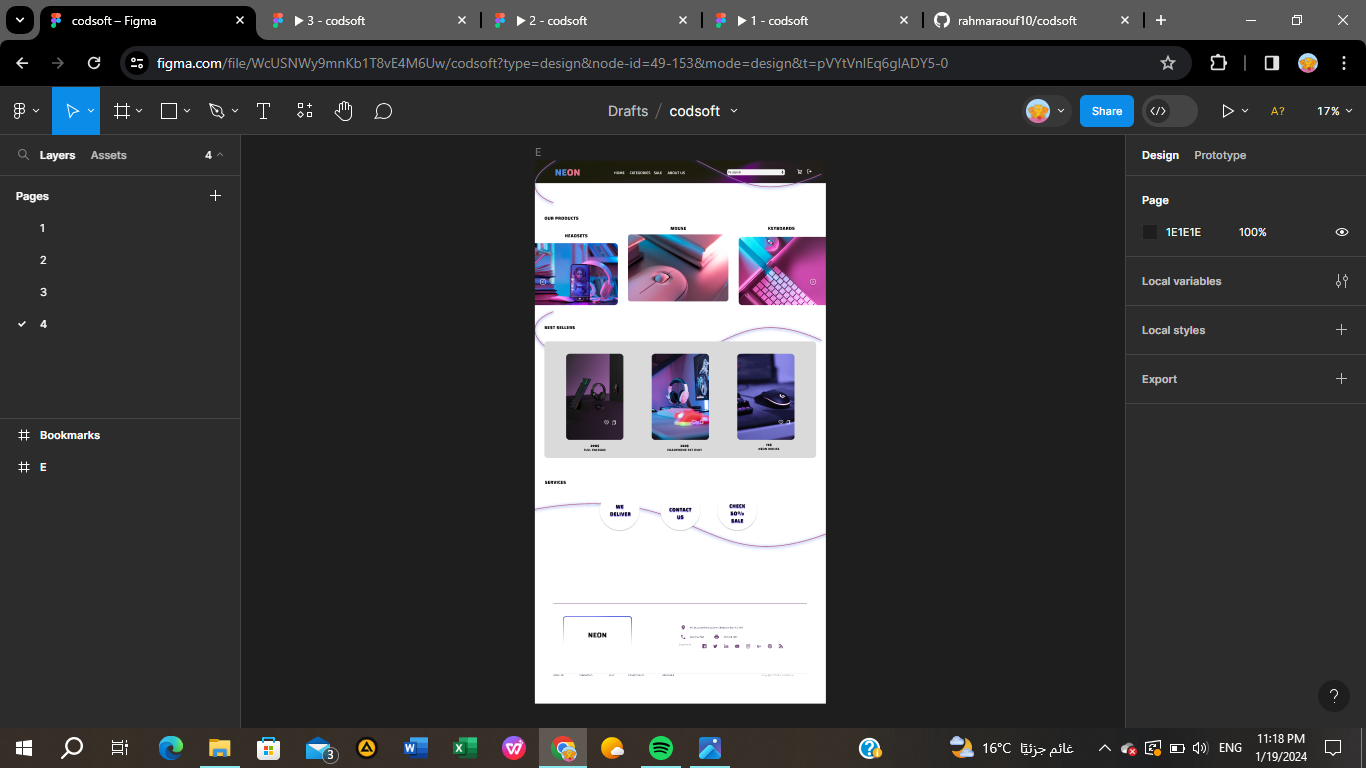 codsoft – Figma
3 - codsoft
2 - codsoft
1 - codsoft
rahmaraouf10/codsoft
figma.com/file/WcUSNWy9mnKb1T8vE4M6Uw/codsoft?type=design&node-id=49-153&mode=design&t=pVYtVnlEq6glADY5-0
Drafts / codsoft
Share
A?
17%
Layers
Assets
4
Pages
1
2
3
4
Bookmarks
E
E
NEON
HOME CATEGORIES SALE ABOUT US
OUR PRODUCTS
HEADSETS
MOUSE
KEYBOARDS
BEST SELLERS
SERVICES
WE
DELIVER
CONTACT
US
CHECK
50%
SALE
NEON
Design
Prototype
Page
1E1E1E
100%
Local variables
Local styles
Export
?
3
16°C غائم جزئيًا
ENG
11:18 PM
1/19/2024